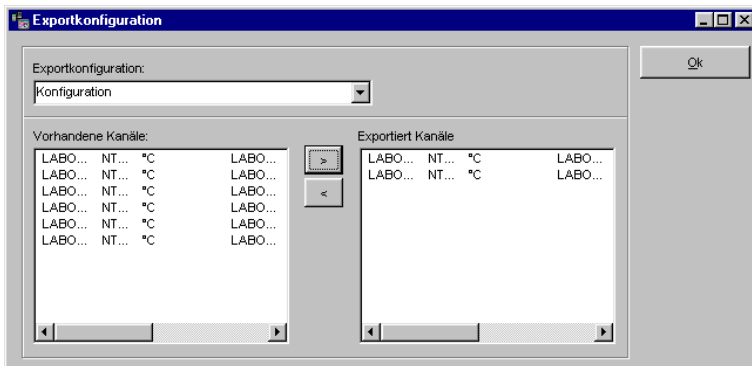 Exportkonfiguration
Ok
Exportkonfiguration:
Konfiguration
Vorhandene Kanäle:
LABO... NT... °C LABO...
LABO... NT... °C LABO...
LABO... NT... °C LABO...
LABO... NT... °C LABO...
LABO... NT... °C LABO...
LABO... NT... °C LABO...
>
<
Exportiert Kanäle
LABO... NT... °C LABO...
LABO... NT... °C LABO...